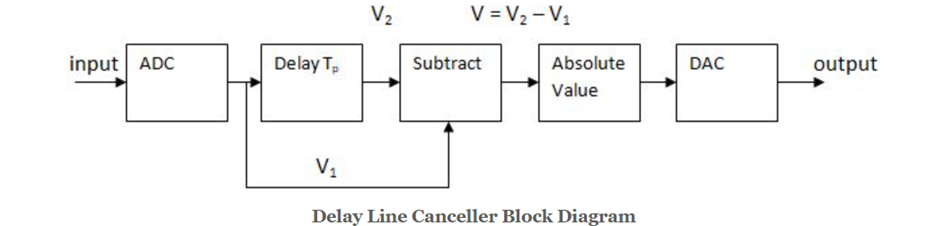 V₂ V = V₂ – V₁
input ADC Delay Tₚ Subtract Absolute Value DAC output
V₁
Delay Line Canceller Block Diagram